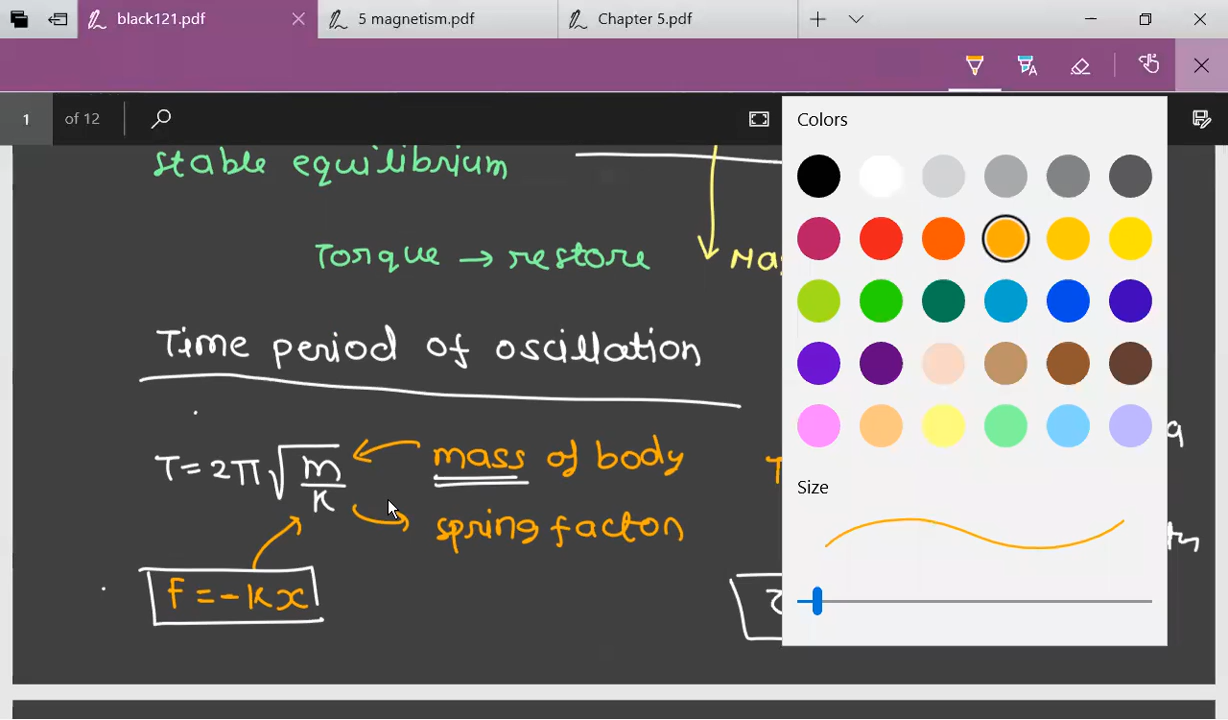 black121.pdf
5 magnetism.pdf
Chapter 5.pdf
1 of 12
Colors
stable equilibrium
Torque → restore
Time period of oscillation
T = 2π√m/k
mass of body
spring factor
Size
F = -kx